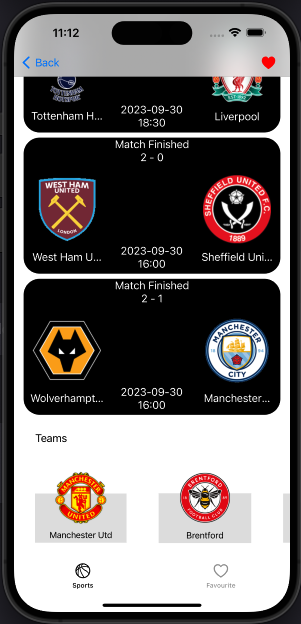 11:12
Back
TOTTENHAM
HOTSPUR
Tottenham H...
2023-09-30
18:30
Liverpool
Match Finished
2 - 0
WEST HAM
UNITED
LONDON
SHEFFIELD UNITED F.C.
1889
West Ham U...
2023-09-30
16:00
Sheffield Uni...
Match Finished
2 - 1
MANCHESTER
CITY
Wolverhampt...
2023-09-30
16:00
Manchester...
Teams
MANCHESTER
UNITED
BRENTFORD
FOOTBALL CLUB
Manchester Utd
Brentford
Sports
Favourite